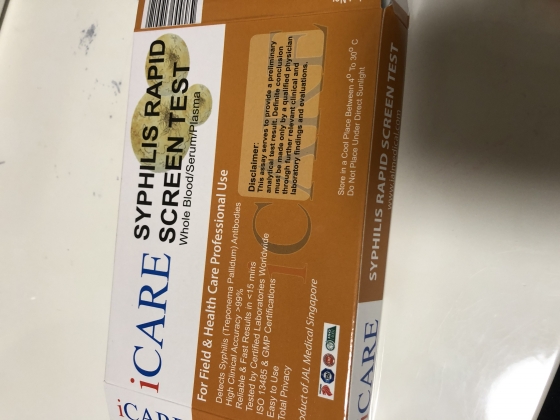 iCARE
SYPHILIS RAPID
SCREEN TEST
Whole Blood/Serum/Plasma
For Field & Health Care Professional Use
Detects Syphilis (Treponema Pallidum) Antibodies
High Clinical Accuracy >99%
Reliable & Fast Results in <15 mins
Tested by Certified Laboratories Worldwide
ISO 13485 & GMP Certifications
Easy to Use
Total Privacy
Product of JAL Medical Singapore
iCARE
Disclaimer:
This assay serves to provide a preliminary
analytical test result. Definite conclusion
must be made only by a qualified physician
through further relevant clinical and
laboratory findings and evaluations.
Store in a Cool Place Between 4º To 30º C
Do Not Place Under Direct Sunlight
iCARE
SYPHILIS RAPID SCREEN TEST
iCARE